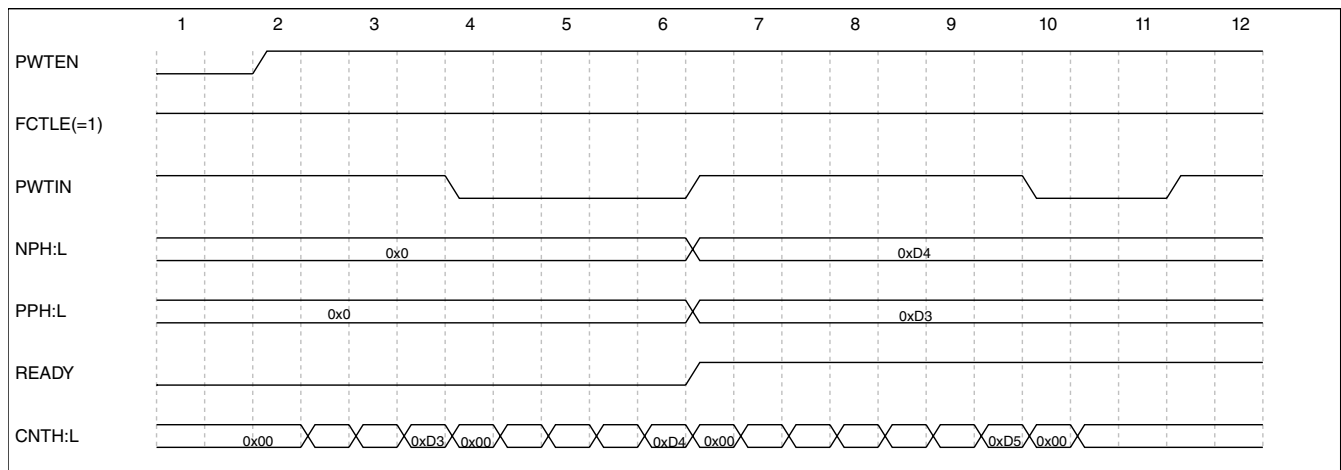 1 2 3 4 5 6 7 8 9 10 11 12
PWTEN
FCTLE(=1)
PWTIN
NPH:L 0x0 0xD4
PPH:L 0x0 0xD3
READY
CNTH:L 0x00 0xD3 0x00 0xD4 0x00 0xD5 0x00